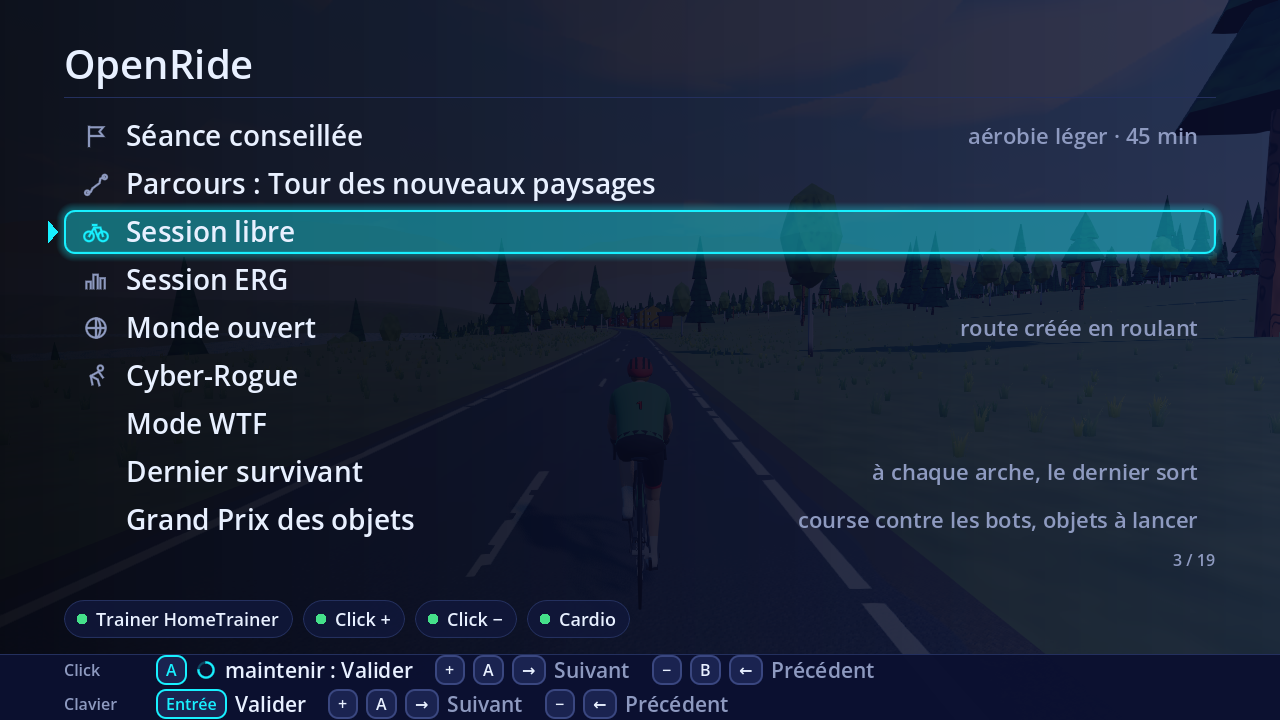 OpenRide
Séance conseillée aérobie léger · 45 min
Parcours : Tour des nouveaux paysages
Session libre
Session ERG
Monde ouvert route créée en roulant
Cyber-Rogue
Mode WTF
Dernier survivant à chaque arche, le dernier sort
Grand Prix des objets course contre les bots, objets à lancer
3 / 19
Trainer HomeTrainer Click + Click − Cardio
Click A maintenir : Valider + A → Suivant − B ← Précédent
Clavier Entrée Valider + A → Suivant − ← Précédent